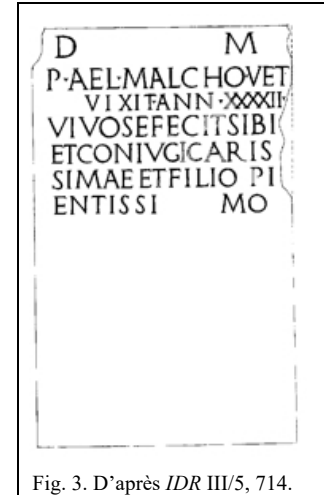 D M
P·AEL·MALCHO·VET
VIXIT·ANN·XXXXII·
VIVOSEFECITSIBI
ETCONIVGICARIS
SIMAEETFILIO PI
ENTISSI MO
Fig. 3. D'après IDR III/5, 714.